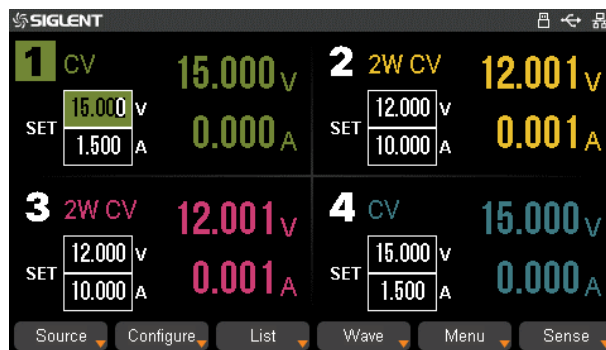 SIGLENT
1 CV 15.000 V
SET 15.000 V
1.500 A 0.000 A
2 2W CV 12.001 V
SET 12.000 V
10.000 A 0.001 A
3 2W CV 12.001 V
SET 12.000 V
10.000 A 0.001 A
4 CV 15.000 V
SET 15.000 V
1.500 A 0.000 A
Source Configure List Wave Menu Sense